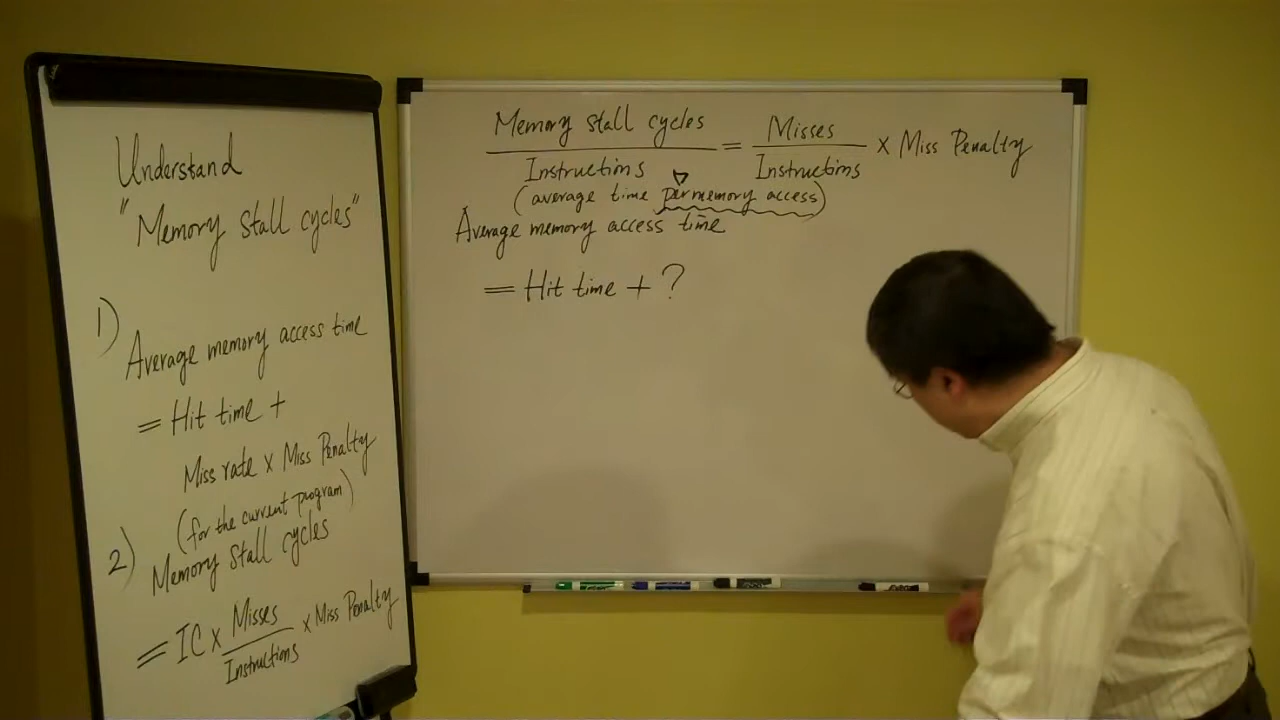 Understand
"Memory stall cycles"
1)
Average memory access time
= Hit time +
Miss rate x Miss Penalty
(for the current program)
2)
Memory stall cycles
= IC x Misses / Instructions x Miss Penalty
Memory stall cycles / Instructions = Misses / Instructions x Miss Penalty
(average time per memory access)
Average memory access time
= Hit time + ?